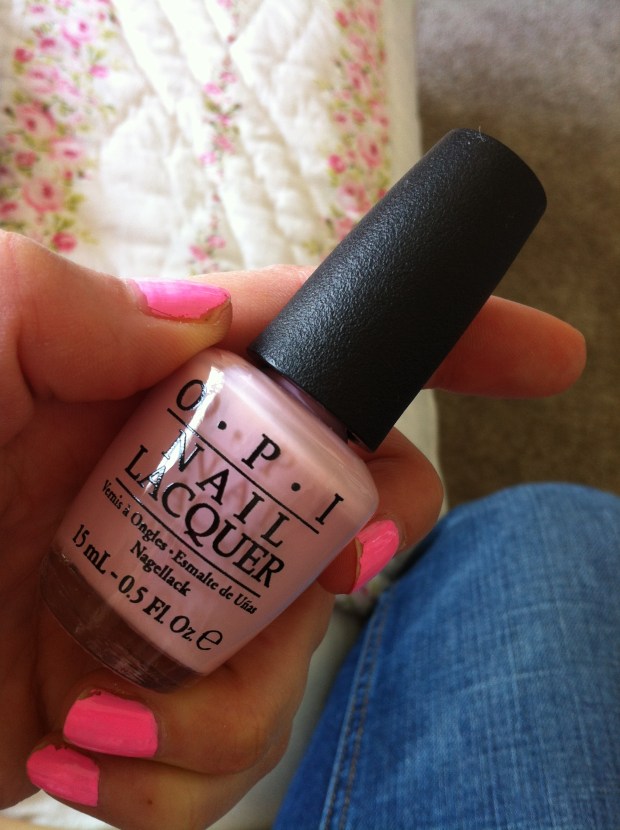 O · P · I
NAIL
LACQUER
Vernis à Ongles · Esmalte de Uñas
Nagellack
15 mL – 0.5 Fl Oz. ℮